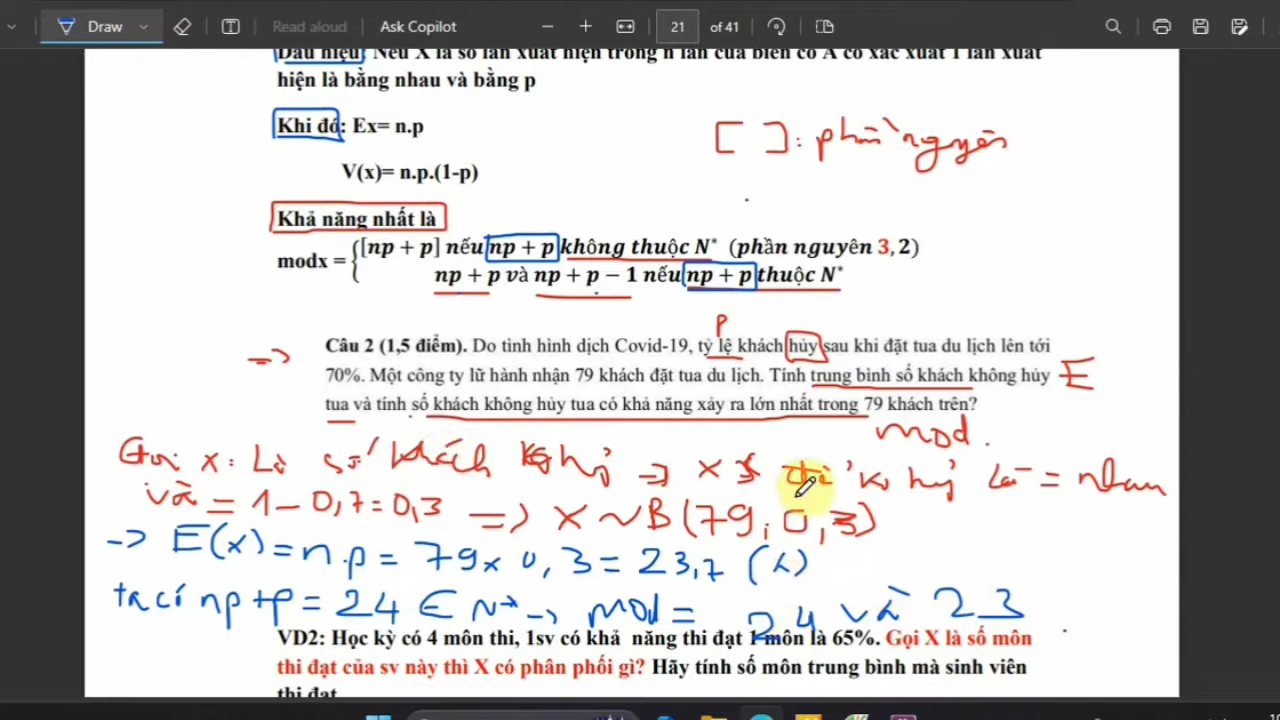 Draw Read aloud Ask Copilot 21 of 41
Dấu hiệu: Nếu X là số lần xuất hiện trong n lần của biến cố A có xác xuất 1 lần xuất
hiện là bằng nhau và bằng p
Khi đó: Ex= n.p
[ ]: phần nguyên
V(x)= n.p.(1-p)
Khả năng nhất là
modx = { [np + p] nếu np + p không thuộc N* (phần nguyên 3, 2)
np + p và np + p − 1 nếu np + p thuộc N*
p
=> Câu 2 (1,5 điểm). Do tình hình dịch Covid-19, tỷ lệ khách hủy sau khi đặt tua du lịch lên tới
70%. Một công ty lữ hành nhận 79 khách đặt tua du lịch. Tính trung bình số khách không hủy E
tua và tính số khách không hủy tua có khả năng xảy ra lớn nhất trong 79 khách trên?
mod.
Gọi X: Là số khách hủy => X k hủy là = nhau
và = 1 - 0,7 = 0,3 => X ~ B(79; 0,3)
-> E(x) = n.p = 79 x 0,3 = 23,7 (k)
ta có np + p = 24 ∈ N* -> mod = 24 và 23
VD2: Học kỳ có 4 môn thi, 1sv có khả năng thi đạt 1 môn là 65%. Gọi X là số môn
thi đạt của sv này thì X có phân phối gì? Hãy tính số môn trung bình mà sinh viên
thi đạt